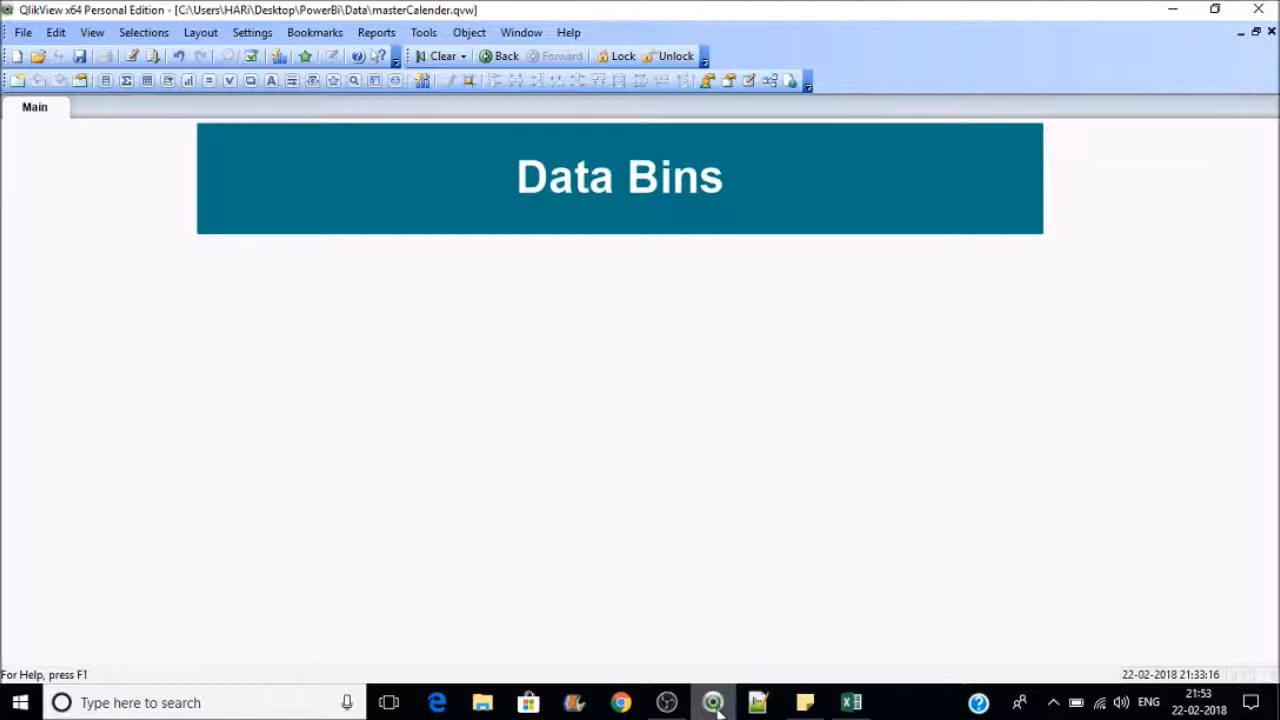 QlikView x64 Personal Edition - [C:\Users\HARi\Desktop\PowerBi\Data\masterCalender.qvw]
File Edit View Selections Layout Settings Bookmarks Reports Tools Object Window Help
Clear Back Forward Lock Unlock
Main
Data Bins
For Help, press F1
22-02-2018 21:33:16
Type here to search
ENG
21:53
22-02-2018